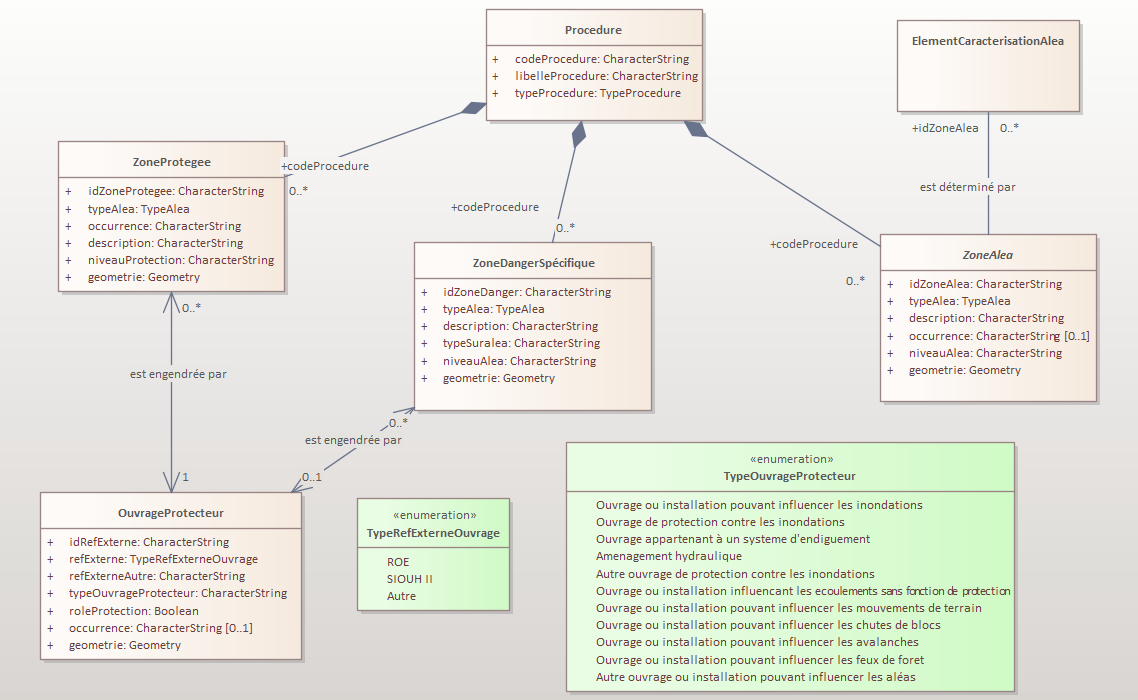 Procedure
+ codeProcedure: CharacterString
+ libelleProcedure: CharacterString
+ typeProcedure: TypeProcedure
ElementCaracterisationAlea
+idZoneAlea 0..*
est déterminé par
ZoneProtegee
+ idZoneProtegee: CharacterString
+ typeAlea: TypeAlea
+ occurrence: CharacterString
+ description: CharacterString
+ niveauProtection: CharacterString
+ geometrie: Geometry
+codeProcedure
0..*
+codeProcedure
0..*
+codeProcedure
0..*
ZoneDangerSpécifique
+ idZoneDanger: CharacterString
+ typeAlea: TypeAlea
+ description: CharacterString
+ typeSuralea: CharacterString
+ niveauAlea: CharacterString
+ geometrie: Geometry
ZoneAlea
+ idZoneAlea: CharacterString
+ typeAlea: TypeAlea
+ description: CharacterString
+ occurrence: CharacterString [0..1]
+ niveauAlea: CharacterString
+ geometrie: Geometry
0..*
est engendrée par
1
0..*
est engendrée par
0..1
OuvrageProtecteur
+ idRefExterne: CharacterString
+ refExterne: TypeRefExterneOuvrage
+ refExterneAutre: CharacterString
+ typeOuvrageProtecteur: CharacterString
+ roleProtection: Boolean
+ occurrence: CharacterString [0..1]
+ geometrie: Geometry
«enumeration»
TypeRefExterneOuvrage
ROE
SIOUH II
Autre
«enumeration»
TypeOuvrageProtecteur
Ouvrage ou installation pouvant influencer les inondations
Ouvrage de protection contre les inondations
Ouvrage appartenant à un systeme d'endiguement
Amenagement hydraulique
Autre ouvrage de protection contre les inondations
Ouvrage ou installation influencant les ecoulements sans fonction de protection
Ouvrage ou installation pouvant influencer les mouvements de terrain
Ouvrage ou installation pouvant influencer les chutes de blocs
Ouvrage ou installation pouvant influencer les avalanches
Ouvrage ou installation pouvant influencer les feux de foret
Autre ouvrage ou installation pouvant influencer les aléas